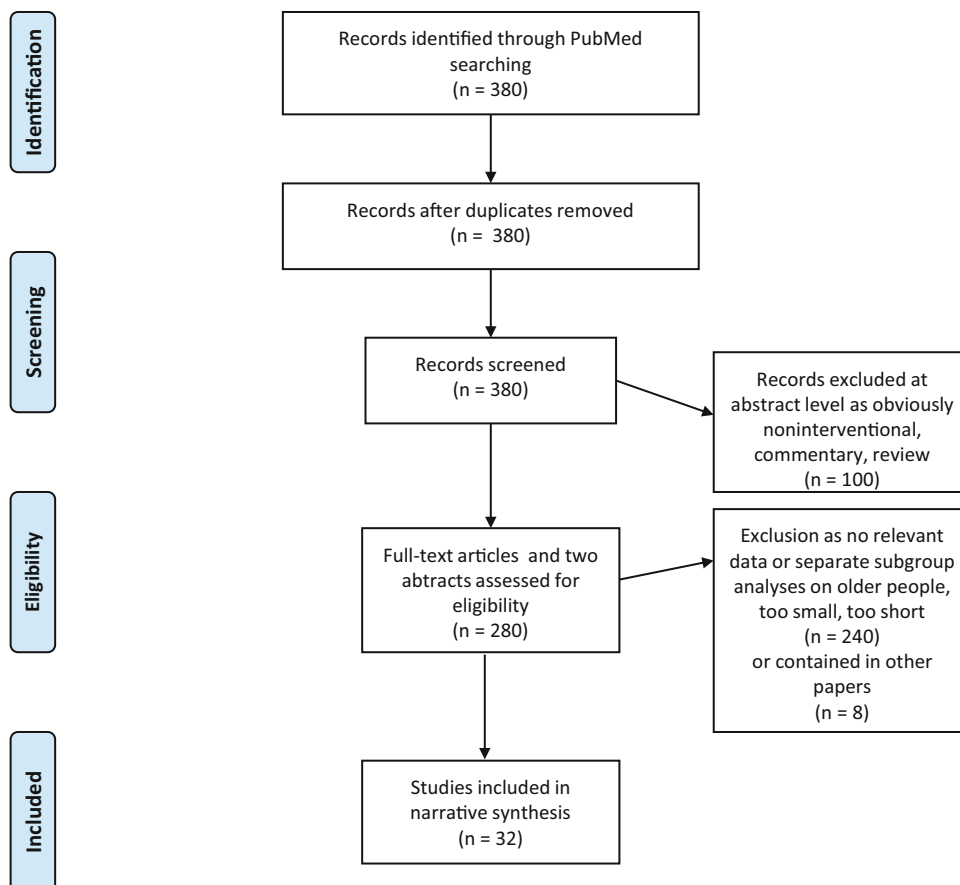 Identification
Records identified through PubMed
searching
(n = 380)
Records after duplicates removed
(n = 380)
Screening
Records screened
(n = 380)
Records excluded at
abstract level as obviously
noninterventional,
commentary, review
(n = 100)
Eligibility
Full-text articles and two
abtracts assessed for
eligibility
(n = 280)
Exclusion as no relevant
data or separate subgroup
analyses on older people,
too small, too short
(n = 240)
or contained in other
papers
(n = 8)
Included
Studies included in
narrative synthesis
(n = 32)